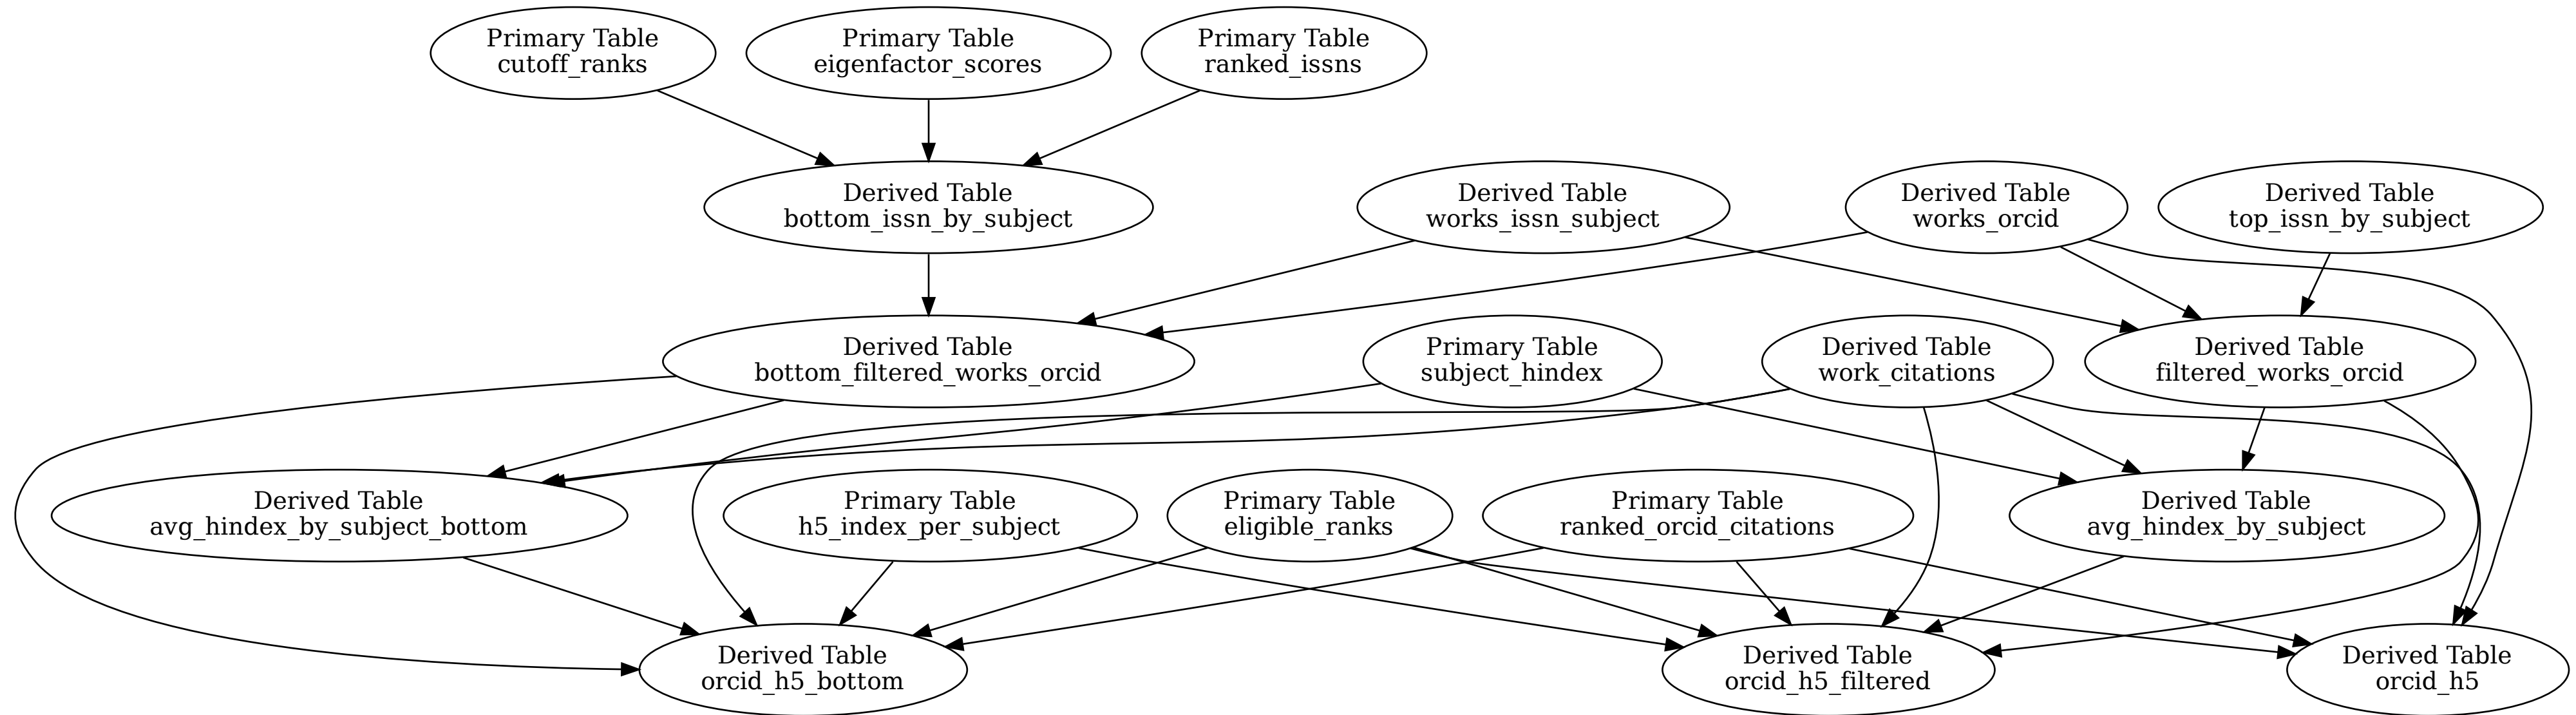 Primary Table
cutoff_ranks
Primary Table
eigenfactor_scores
Primary Table
ranked_issns
Derived Table
bottom_issn_by_subject
Derived Table
works_issn_subject
Derived Table
works_orcid
Derived Table
top_issn_by_subject
Derived Table
bottom_filtered_works_orcid
Primary Table
subject_hindex
Derived Table
work_citations
Derived Table
filtered_works_orcid
Derived Table
avg_hindex_by_subject_bottom
Primary Table
h5_index_per_subject
Primary Table
eligible_ranks
Primary Table
ranked_orcid_citations
Derived Table
avg_hindex_by_subject
Derived Table
orcid_h5_bottom
Derived Table
orcid_h5_filtered
Derived Table
orcid_h5